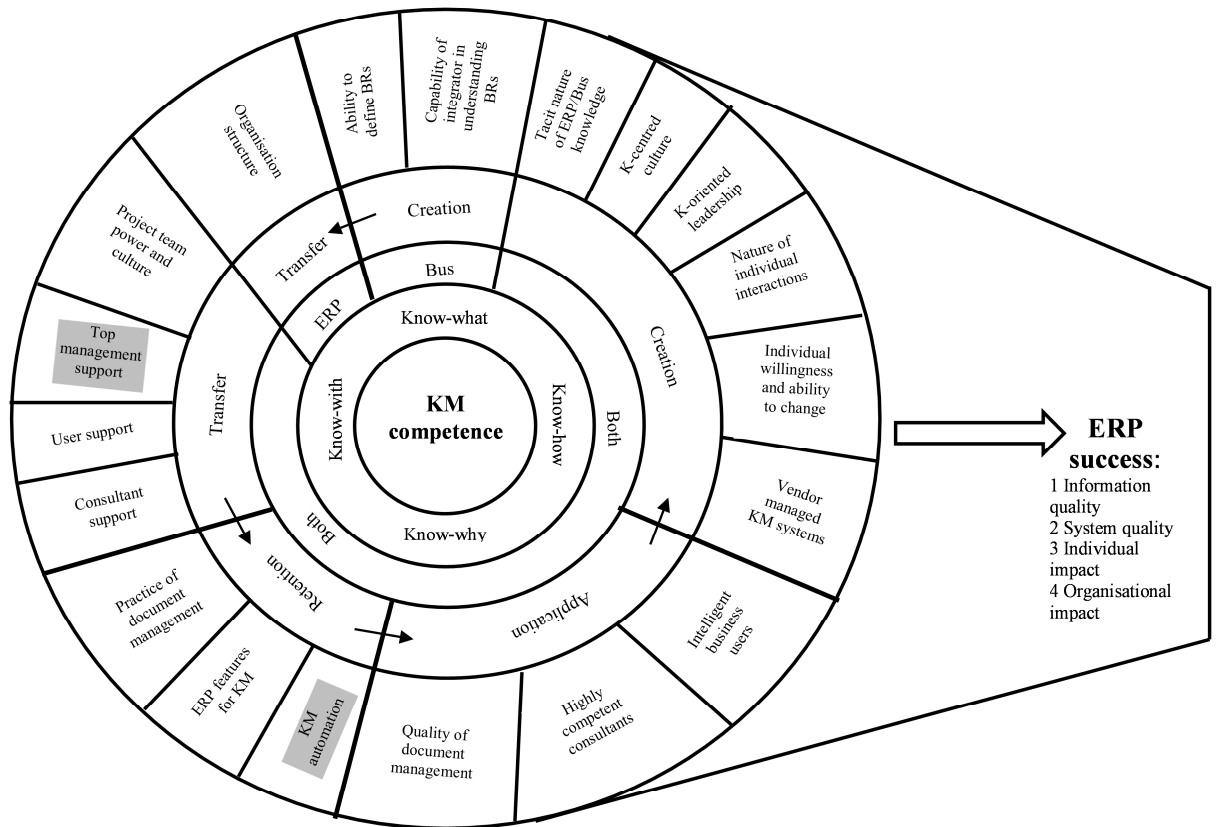 Ability to
define BRs
Capability of
integrator in
understanding
BRs
Tacit nature
of ERP/Bus
knowledge
K-centred
culture
K-oriented
leadership
Nature of
individual
interactions
Individual
willingness
and ability
to change
Vendor
managed
KM systems
Intelligent
business
users
Highly
competent
consultants
Quality of
document
management
KM
automation
ERP features
for KM
Practice of
document
management
Consultant
support
User support
Top
management
support
Project team
power and
culture
Organisation
structure
Creation
Transfer
Creation
Transfer
Retention
Application
Bus
ERP
Both
Both
Know-what
Know-how
Know-why
Know-with
KM
competence
ERP
success:
1 Information
quality
2 System quality
3 Individual
impact
4 Organisational
impact